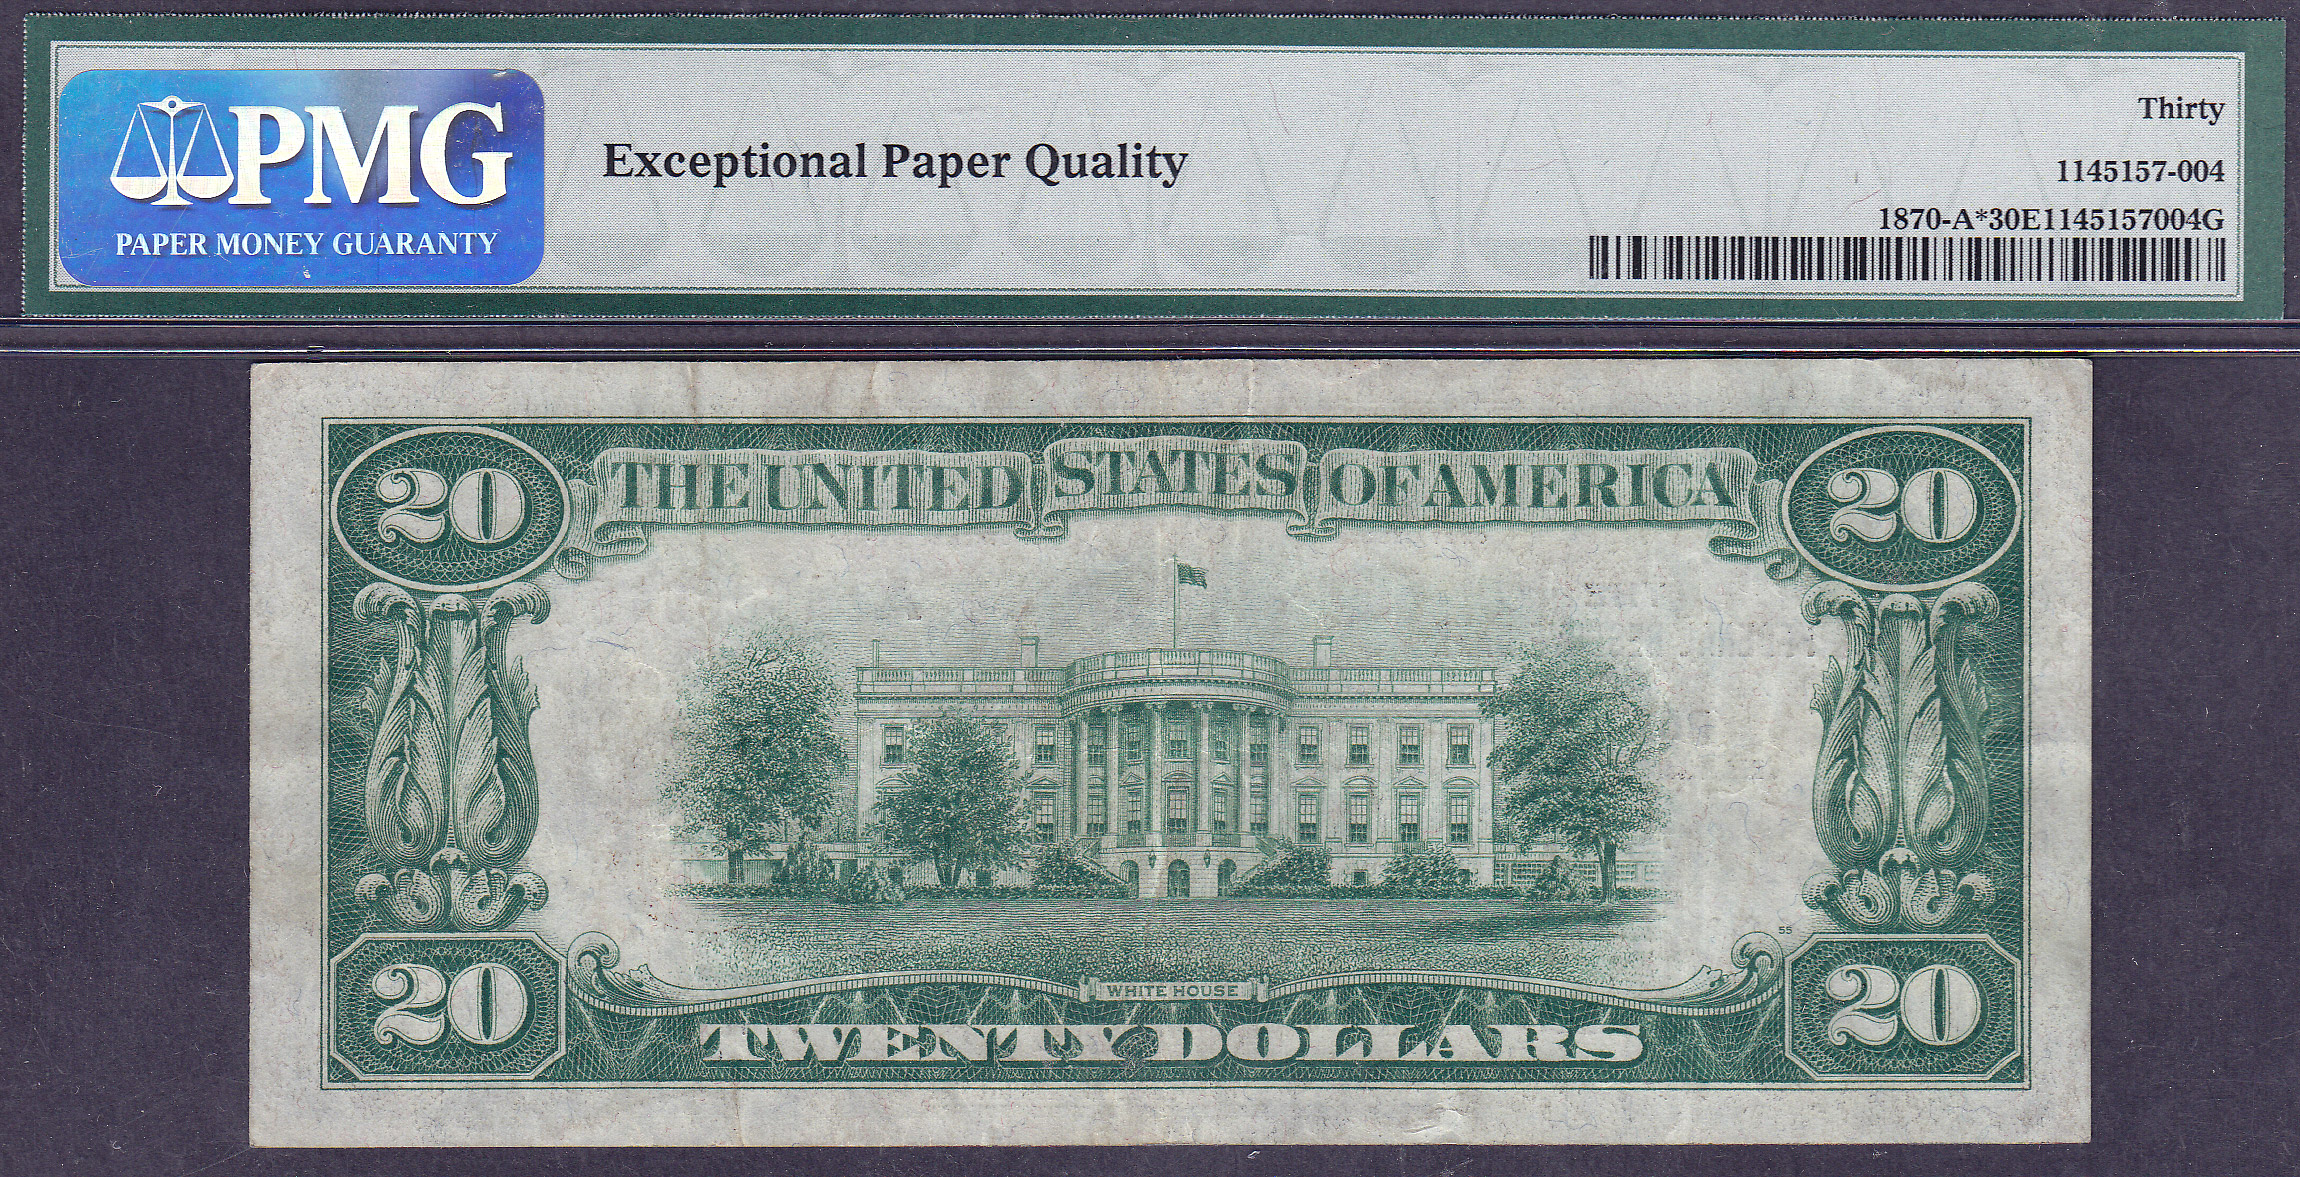 PMG
PAPER MONEY GUARANTY
Exceptional Paper Quality
Thirty
1145157-004
1870-A*30E1145157004G
20
THE UNITED STATES OF AMERICA
20
55
20
WHITE HOUSE
TWENTY DOLLARS
20